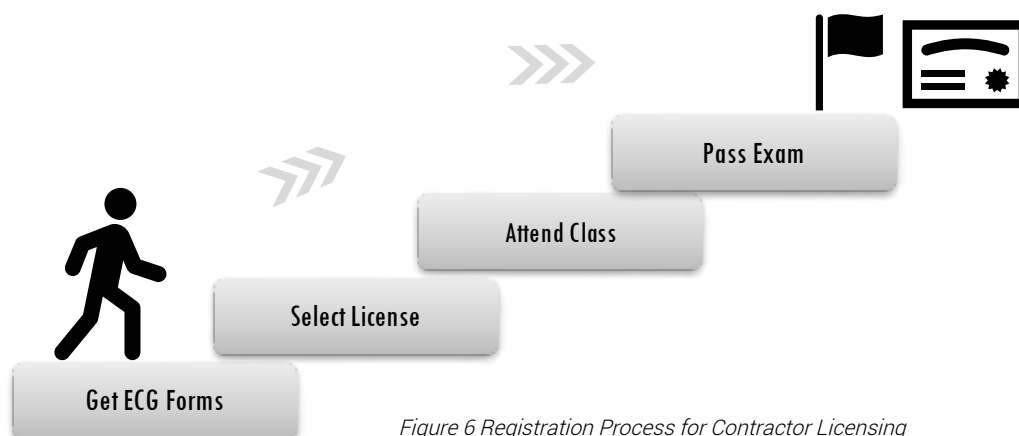 Pass Exam
Attend Class
Select License
Get ECG Forms
Figure 6 Registration Process for Contractor Licensing